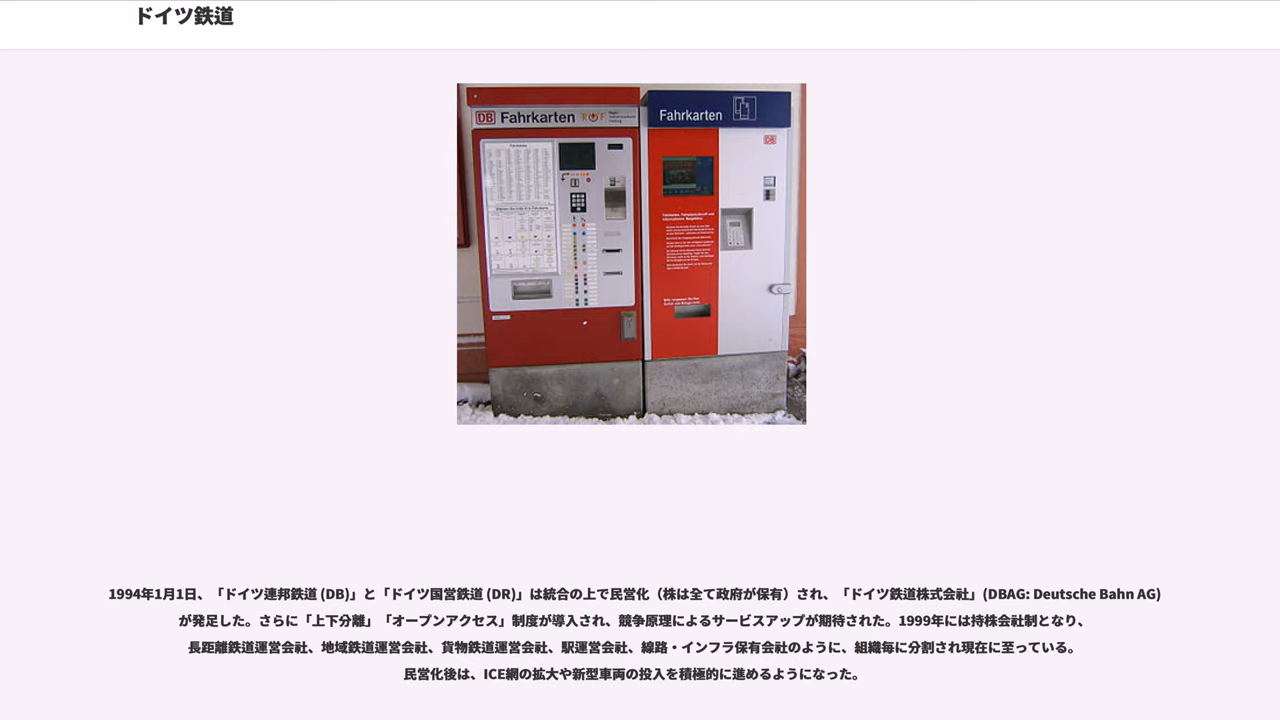 ドイツ鉄道
DB Fahrkarten
Fahrkarten
DB
1994年1月1日、「ドイツ連邦鉄道 (DB)」と「ドイツ国営鉄道 (DR)」は統合の上で民営化（株は全て政府が保有）され、「ドイツ鉄道株式会社」(DBAG: Deutsche Bahn AG)
が発足した。さらに「上下分離」「オープンアクセス」制度が導入され、競争原理によるサービスアップが期待された。1999年には持株会社制となり、
長距離鉄道運営会社、地域鉄道運営会社、貨物鉄道運営会社、駅運営会社、線路・インフラ保有会社のように、組織毎に分割され現在に至っている。
民営化後は、ICE網の拡大や新型車両の投入を積極的に進めるようになった。